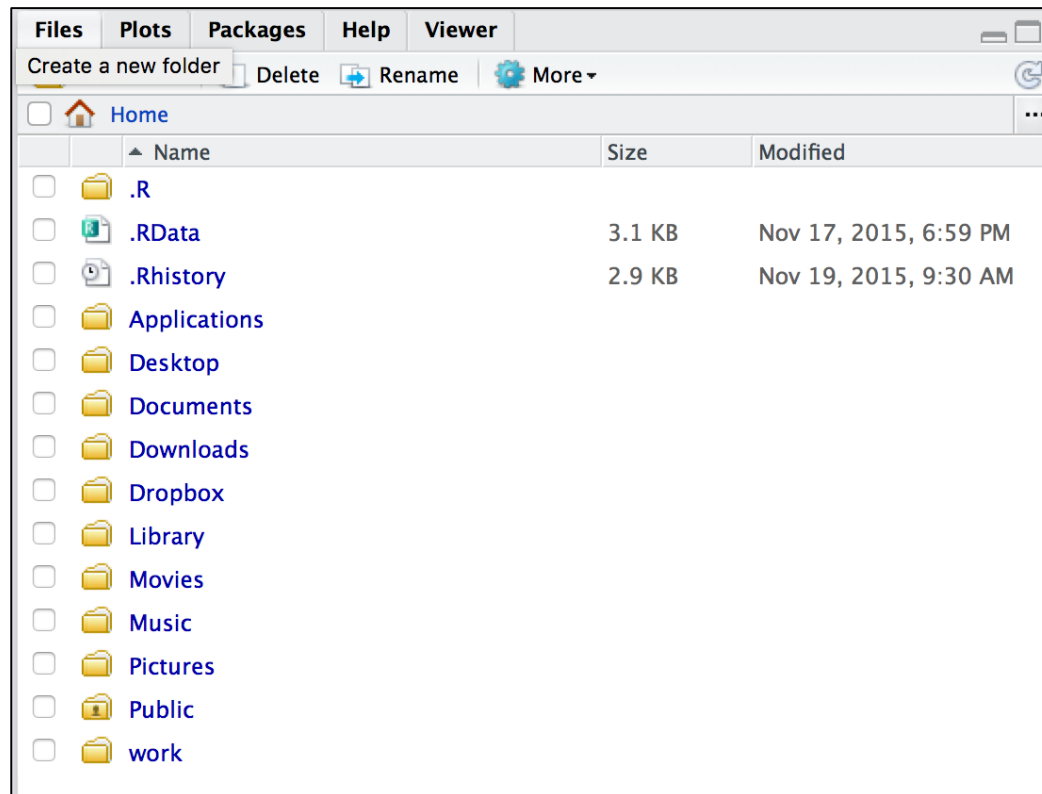 Files Plots Packages Help Viewer
Create a new folder Delete Rename More
Home ...
Name Size Modified
.R
.RData 3.1 KB Nov 17, 2015, 6:59 PM
.Rhistory 2.9 KB Nov 19, 2015, 9:30 AM
Applications
Desktop
Documents
Downloads
Dropbox
Library
Movies
Music
Pictures
Public
work